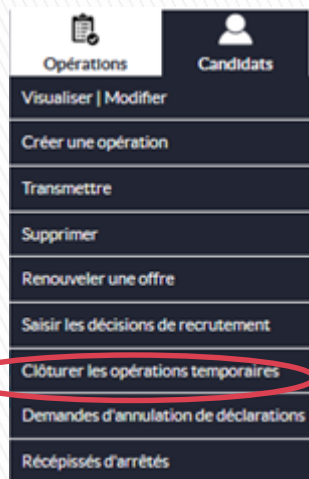 Opérations Candidats
Visualiser | Modifier
Créer une opération
Transmettre
Supprimer
Renouveler une offre
Saisir les décisions de recrutement
Clôturer les opérations temporaires
Demandes d'annulation de déclarations
Récépissés d'arrêtés